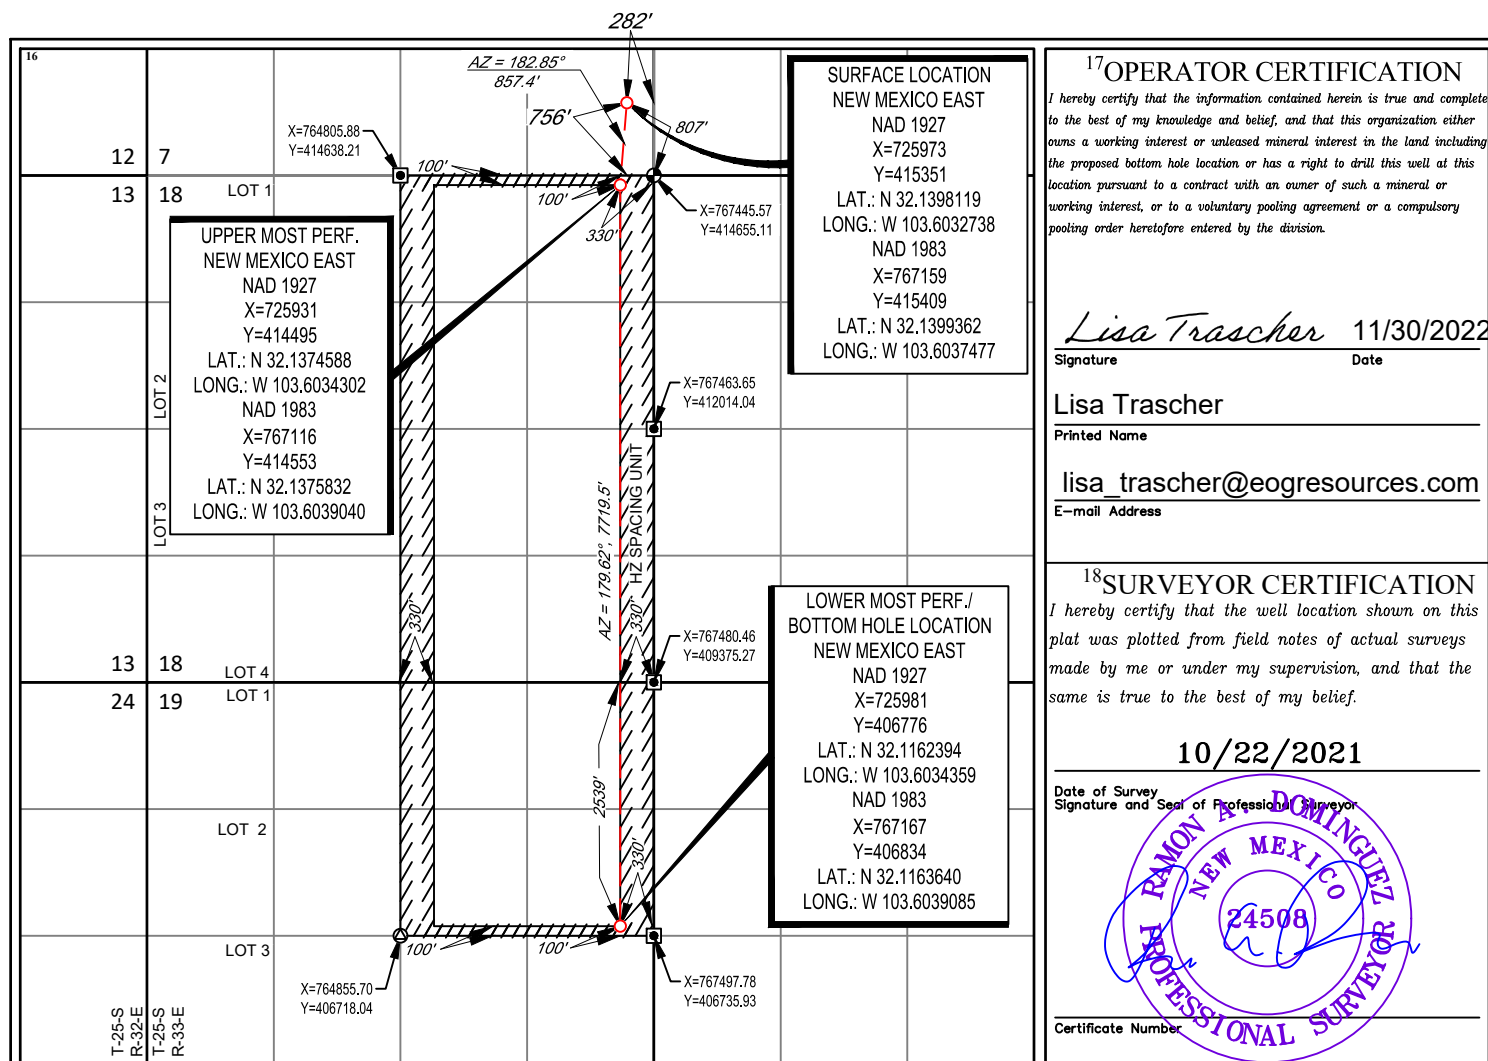 16
282'
AZ = 182.85°
857.4'
756'
807'
X=764805.88
Y=414638.21
12 7
13 18
LOT 1
100'
100'
330'
X=767445.57
Y=414655.11
SURFACE LOCATION
NEW MEXICO EAST
NAD 1927
X=725973
Y=415351
LAT.: N 32.1398119
LONG.: W 103.6032738
NAD 1983
X=767159
Y=415409
LAT.: N 32.1399362
LONG.: W 103.6037477
UPPER MOST PERF.
NEW MEXICO EAST
NAD 1927
X=725931
Y=414495
LAT.: N 32.1374588
LONG.: W 103.6034302
NAD 1983
X=767116
Y=414553
LAT.: N 32.1375832
LONG.: W 103.6039040
LOT 2
LOT 3
X=767463.65
Y=412014.04
AZ = 179.62°, 7719.5'
HZ SPACING UNIT
330'
330'
X=767480.46
Y=409375.27
13 18
24 19
LOT 4
LOT 1
LOWER MOST PERF./
BOTTOM HOLE LOCATION
NEW MEXICO EAST
NAD 1927
X=725981
Y=406776
LAT.: N 32.1162394
LONG.: W 103.6034359
NAD 1983
X=767167
Y=406834
LAT.: N 32.1163640
LONG.: W 103.6039085
2539'
LOT 2
330'
LOT 3
100'
100'
X=764855.70
Y=406718.04
X=767497.78
Y=406735.93
T-25-S
R-32-E
T-25-S
R-33-E
17OPERATOR CERTIFICATION
I hereby certify that the information contained herein is true and complete
to the best of my knowledge and belief, and that this organization either
owns a working interest or unleased mineral interest in the land including
the proposed bottom hole location or has a right to drill this well at this
location pursuant to a contract with an owner of such a mineral or
working interest, or to a voluntary pooling agreement or a compulsory
pooling order heretofore entered by the division.
Lisa Trascher 11/30/2022
Signature Date
Lisa Trascher
Printed Name
lisa_trascher@eogresources.com
E-mail Address
18SURVEYOR CERTIFICATION
I hereby certify that the well location shown on this
plat was plotted from field notes of actual surveys
made by me or under my supervision, and that the
same is true to the best of my belief.
10/22/2021
Date of Survey
Signature and Seal of Professional Surveyor
RAMON A. DOMINGUEZ
NEW MEXICO
24508
PROFESSIONAL SURVEYOR
Certificate Number